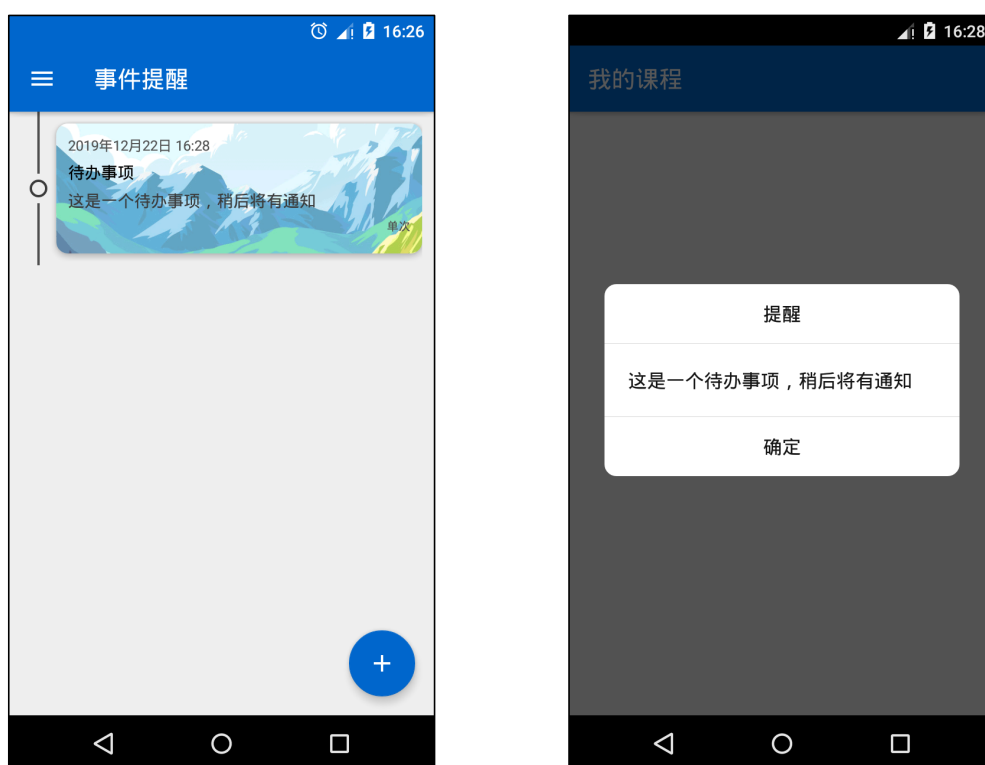 16:26
事件提醒
2019年12月22日 16:28
待办事项
这是一个待办事项，稍后将有通知
单次
16:28
我的课程
提醒
这是一个待办事项，稍后将有通知
确定